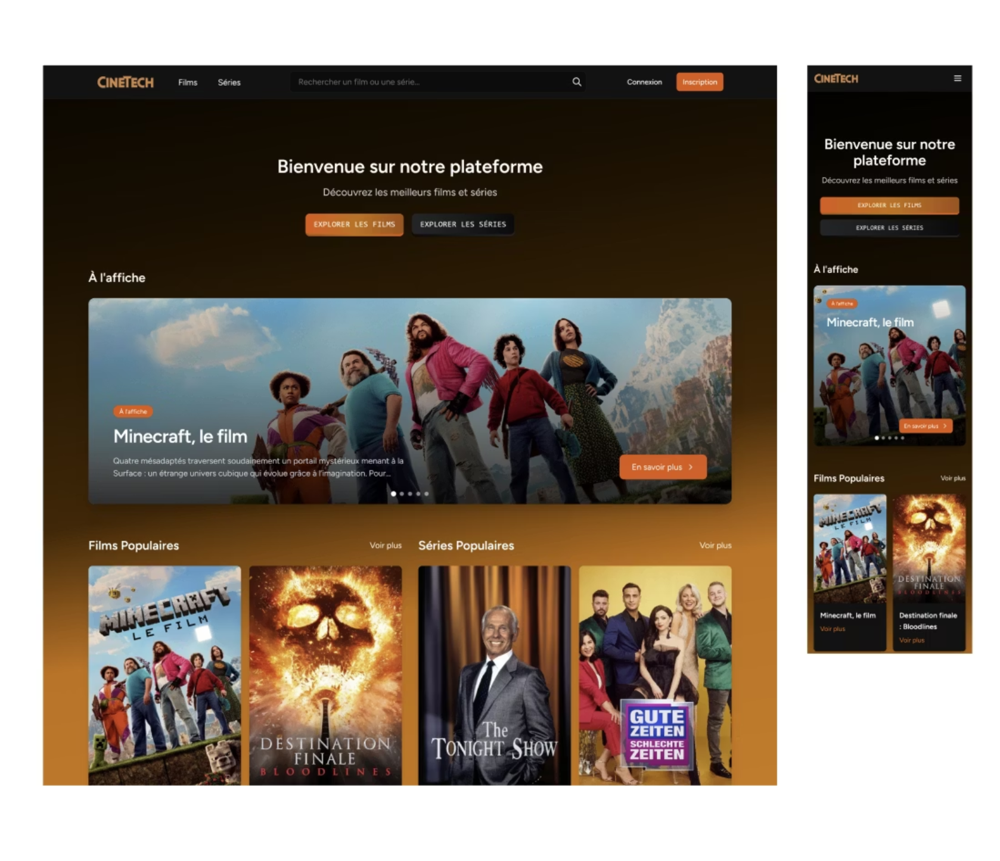 CINETECH
Films
Séries
Rechercher un film ou une série...
Connexion
Inscription
Bienvenue sur notre plateforme
Découvrez les meilleurs films et séries
EXPLORER LES FILMS
EXPLORER LES SÉRIES
À l'affiche
À l'affiche
Minecraft, le film
Quatre mésadaptés traversent soudainement un portail mystérieux menant à la
Surface : un étrange univers cubique qui évolue grâce à l'imagination. Pour...
En savoir plus
Films Populaires
Voir plus
Séries Populaires
Voir plus
MINECRAFT
LE FILM
DESTINATION
FINALE
BLOODLINES
The
TONIGHT SHOW
GUTE
ZEITEN
SCHLECHTE
ZEITEN
CINETECH
Bienvenue sur notre
plateforme
Découvrez les meilleurs films et séries
EXPLORER LES FILMS
EXPLORER LES SÉRIES
À l'affiche
À l'affiche
Minecraft, le film
En savoir plus
Films Populaires
Voir plus
MINECRAFT
LE FILM
DESTINATION
FINALE
BLOODLINES
Minecraft, le film
Voir plus
Destination finale
: Bloodlines
Voir plus